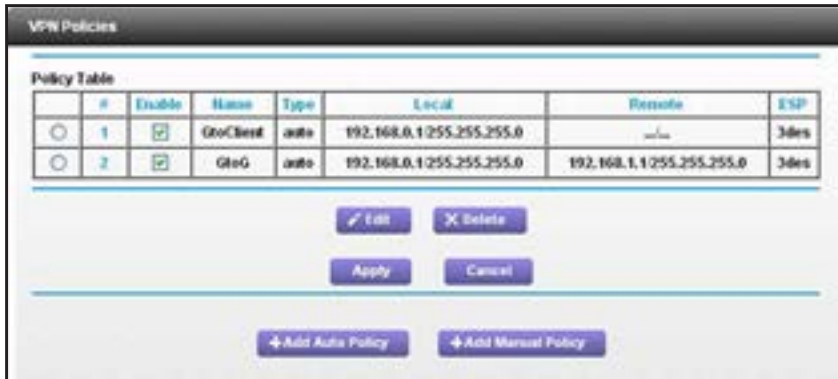 VPN Policies
Policy Table
# Enable Name Type Local Remote ESP
1 GtoClient auto 192.168.0.1/255.255.255.0 --/-- 3des
2 GtoG auto 192.168.0.1/255.255.255.0 192.168.1.1/255.255.255.0 3des
Edit Delete
Apply Cancel
+Add Auto Policy +Add Manual Policy